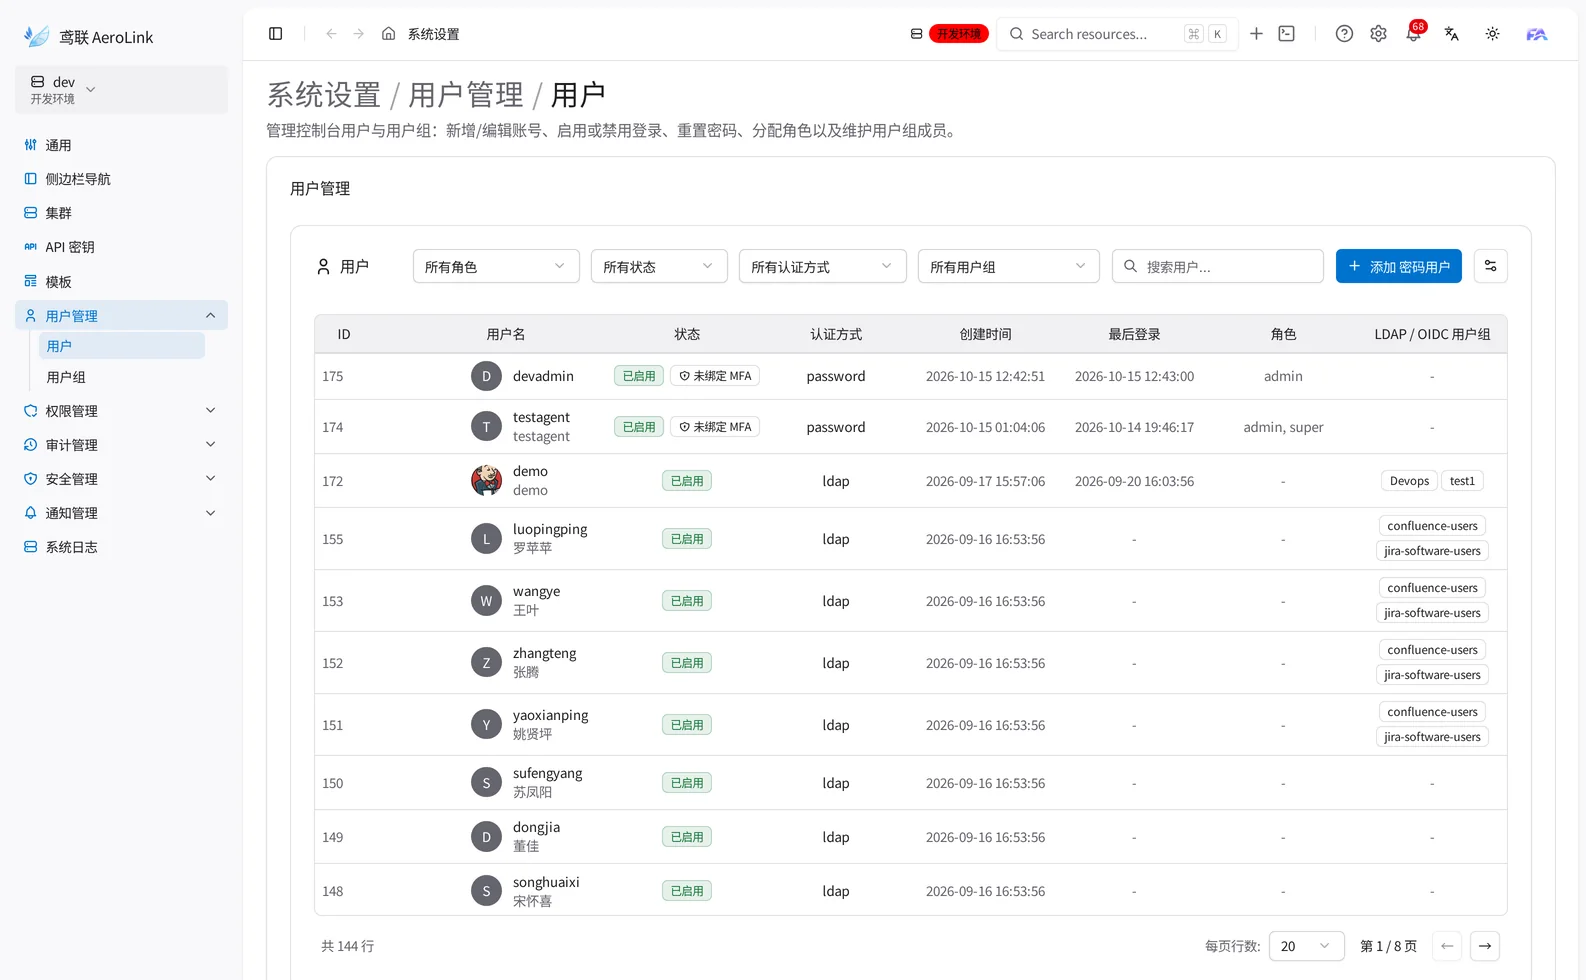 鸢联 AeroLink
dev
开发环境
通用
侧边栏导航
集群
API 密钥
模板
用户管理
用户
用户组
权限管理
审计管理
安全管理
通知管理
系统日志
系统设置
开发环境
Search resources...
⌘ K
68
系统设置 / 用户管理 / 用户
管理控制台用户与用户组：新增/编辑账号、启用或禁用登录、重置密码、分配角色以及维护用户组成员。
用户管理
用户
所有角色
所有状态
所有认证方式
所有用户组
搜索用户...
添加 密码用户
ID 用户名 状态 认证方式 创建时间 最后登录 角色 LDAP / OIDC 用户组
175 D devadmin 已启用 未绑定 MFA password 2026-10-15 12:42:51 2026-10-15 12:43:00 admin -
174 T testagent 已启用 未绑定 MFA password 2026-10-15 01:04:06 2026-10-14 19:46:17 admin, super -
testagent
172 demo 已启用 ldap 2026-09-17 15:57:06 2026-09-20 16:03:56 - Devops test1
demo
155 L luopingping 已启用 ldap 2026-09-16 16:53:56 - - confluence-users
罗苹苹 jira-software-users
153 W wangye 已启用 ldap 2026-09-16 16:53:56 - - confluence-users
王叶 jira-software-users
152 Z zhangteng 已启用 ldap 2026-09-16 16:53:56 - - confluence-users
张腾 jira-software-users
151 Y yaoxianping 已启用 ldap 2026-09-16 16:53:56 - - confluence-users
姚贤坪 jira-software-users
150 S sufengyang 已启用 ldap 2026-09-16 16:53:56 - - -
苏凤阳
149 D dongjia 已启用 ldap 2026-09-16 16:53:56 - - -
董佳
148 S songhuaixi 已启用 ldap 2026-09-16 16:53:56 - - -
宋怀喜
共 144 行
每页行数: 20 第 1 / 8 页